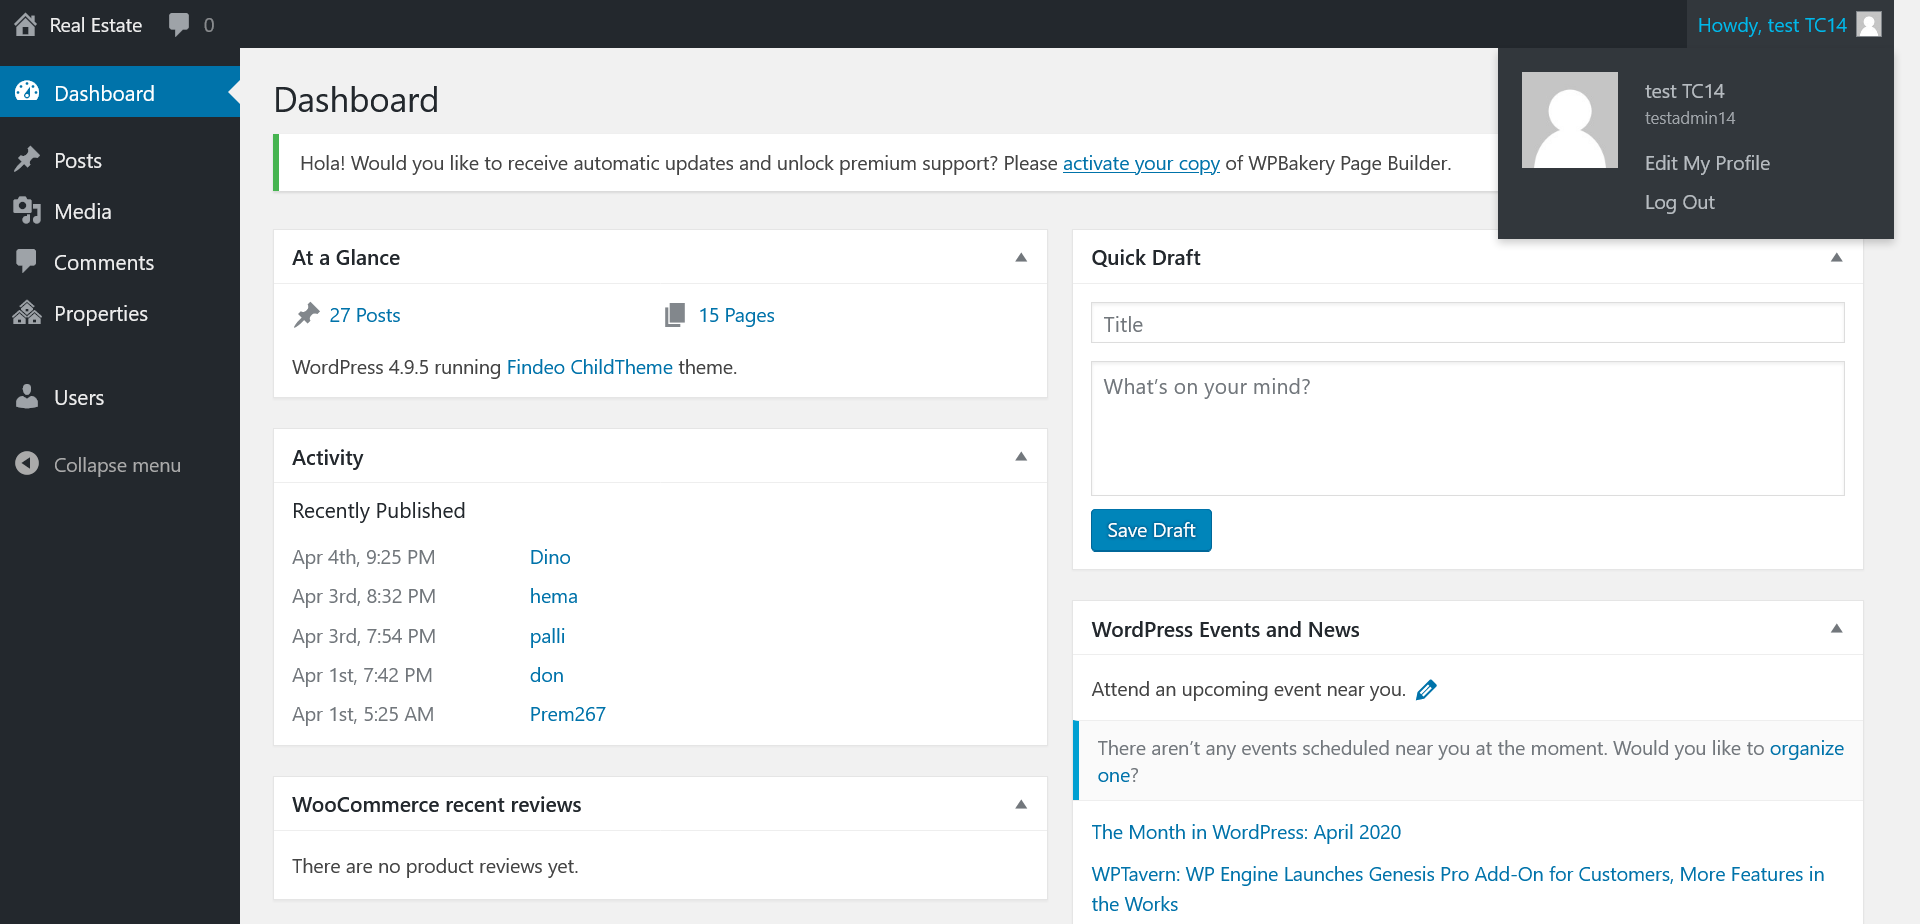 Real Estate
0
Howdy, test TC14
test TC14
testadmin14
Edit My Profile
Log Out
Dashboard
Posts
Media
Comments
Properties
Users
Collapse menu
Dashboard
Hola! Would you like to receive automatic updates and unlock premium support? Please activate your copy of WPBakery Page Builder.
At a Glance
27 Posts
15 Pages
WordPress 4.9.5 running Findeo ChildTheme theme.
Activity
Recently Published
Apr 4th, 9:25 PM Dino
Apr 3rd, 8:32 PM hema
Apr 3rd, 7:54 PM palli
Apr 1st, 7:42 PM don
Apr 1st, 5:25 AM Prem267
WooCommerce recent reviews
There are no product reviews yet.
Quick Draft
Title
What's on your mind?
Save Draft
WordPress Events and News
Attend an upcoming event near you.
There aren't any events scheduled near you at the moment. Would you like to organize
one?
The Month in WordPress: April 2020
WPTavern: WP Engine Launches Genesis Pro Add-On for Customers, More Features in
the Works